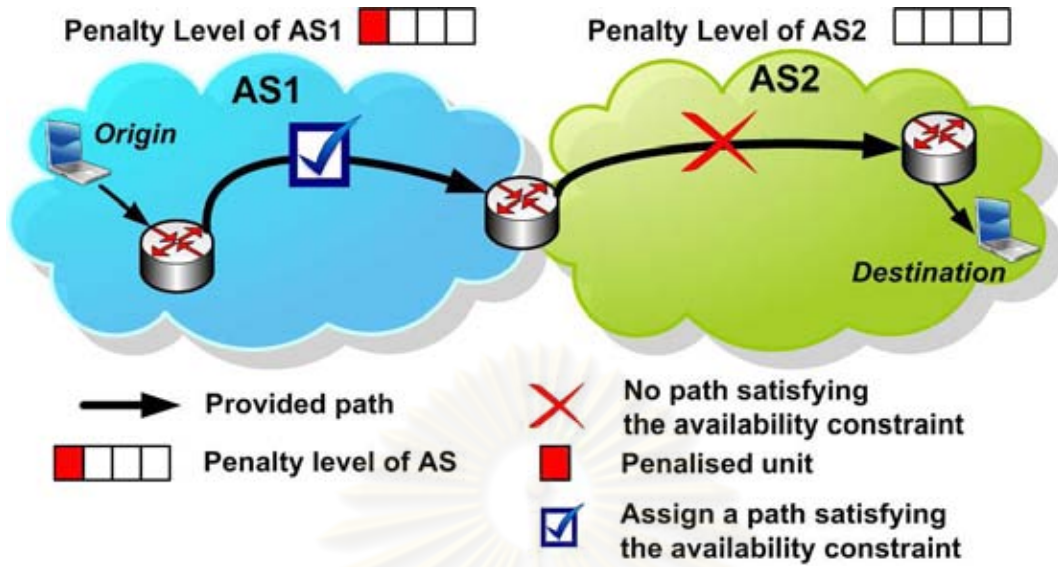 Penalty Level of AS1
Penalty Level of AS2
AS1
AS2
Origin
Destination
Provided path
No path satisfying
the availability constraint
Penalty level of AS
Penalised unit
Assign a path satisfying
the availability constraint